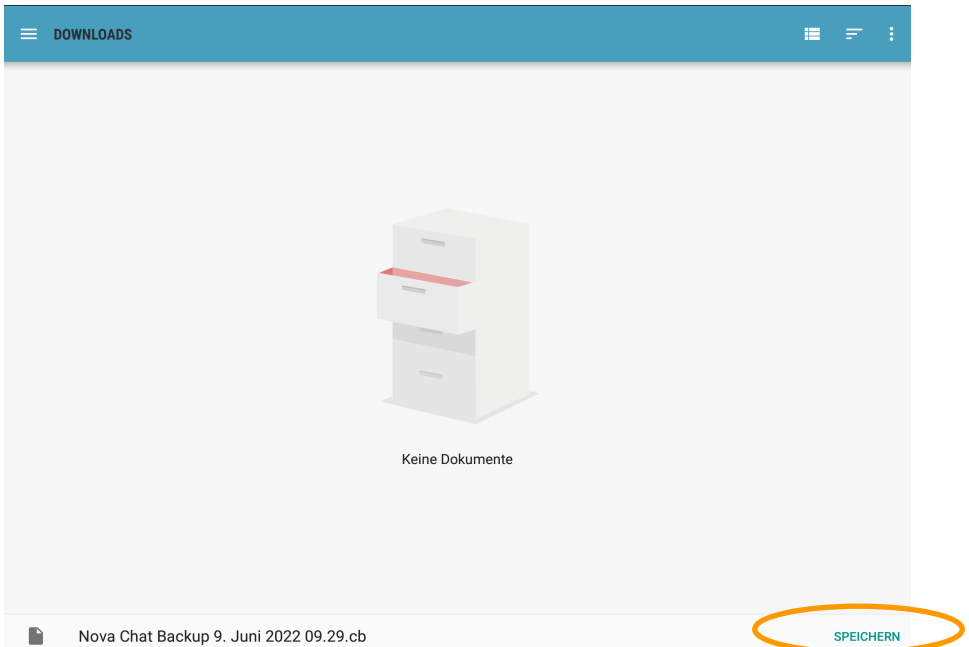 DOWNLOADS
Keine Dokumente
Nova Chat Backup 9. Juni 2022 09.29.cb
SPEICHERN